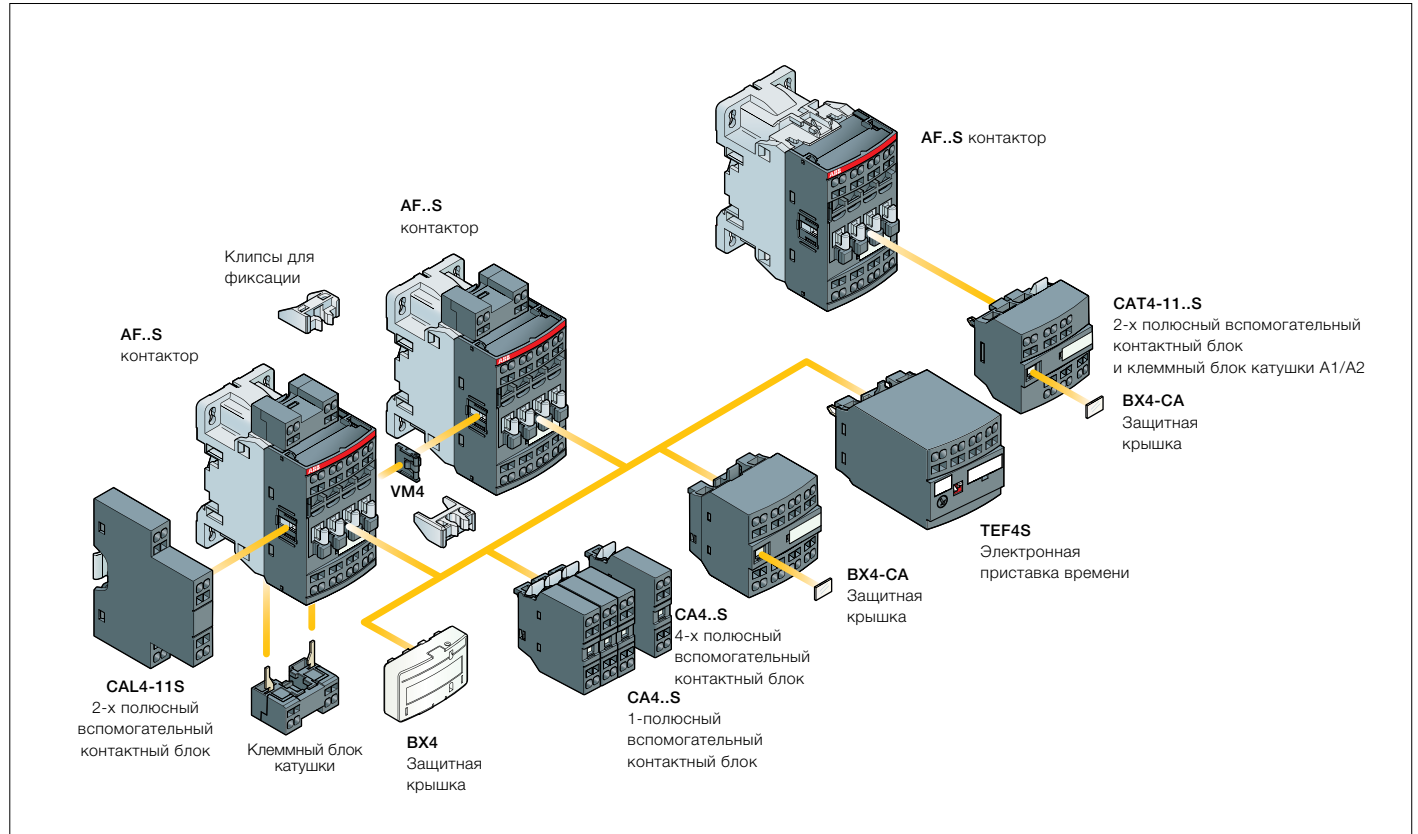 AF..S контактор
AF..S
контактор
Клипсы для
фиксации
AF..S
контактор
CAT4-11..S
2-х полюсный вспомогательный
контактный блок
и клеммный блок катушки A1/A2
BX4-CA
Защитная
крышка
VM4
TEF4S
Электронная
приставка времени
BX4-CA
Защитная
крышка
CA4..S
4-х полюсный
вспомогательный
контактный блок
CA4..S
1-полюсный
вспомогательный
контактный блок
CAL4-11S
2-х полюсный
вспомогательный
контактный блок
Клеммный блок
катушки
BX4
Защитная
крышка
ABB
ABB
ABB